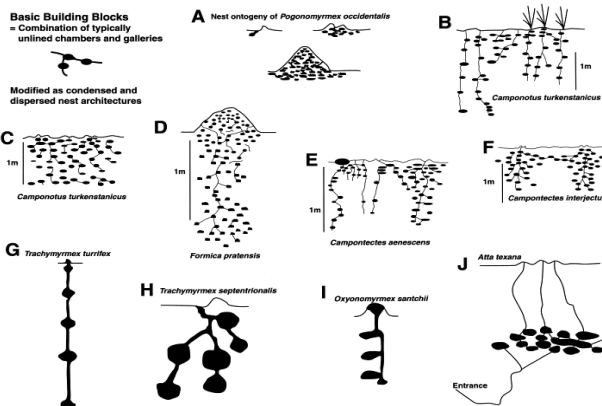 Basic Building Blocks
= Combination of typically
unlined chambers and galleries
Modified as condensed and
dispersed nest architectures
A Nest ontogeny of Pogonomyrmex occidentalis
B
1m
Camponotus turkenstanicus
C
1m
Camponotus turkenstanicus
D
1m
Formica pratensis
E
1m
Campontectes aenescens
F
1m
Campontectes interjectu
G Trachymyrmex turrifex
H Trachymyrmex septentrionalis
I Oxyonomyrmex santchii
J Atta texana
Entrance